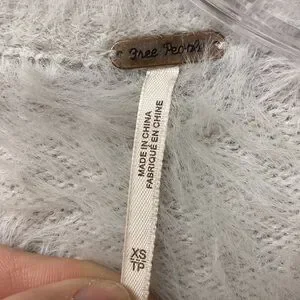 Free People
MADE IN CHINA
FABRIQUÉ EN CHINE
XS
TP